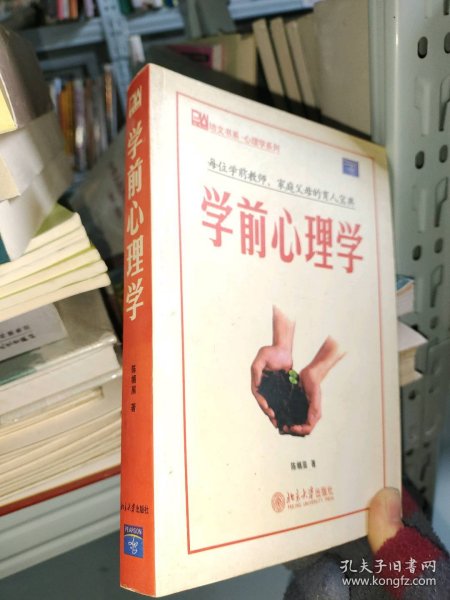 培文书系·心理学系列
每位学前教师、家庭父母的育人宝典
学前心理学
陈帼眉 著
北京大学出版社
学前心理学
陈帼眉 著
北京大学出版社
PEARSON
孔夫子旧书网
www.kongfz.com